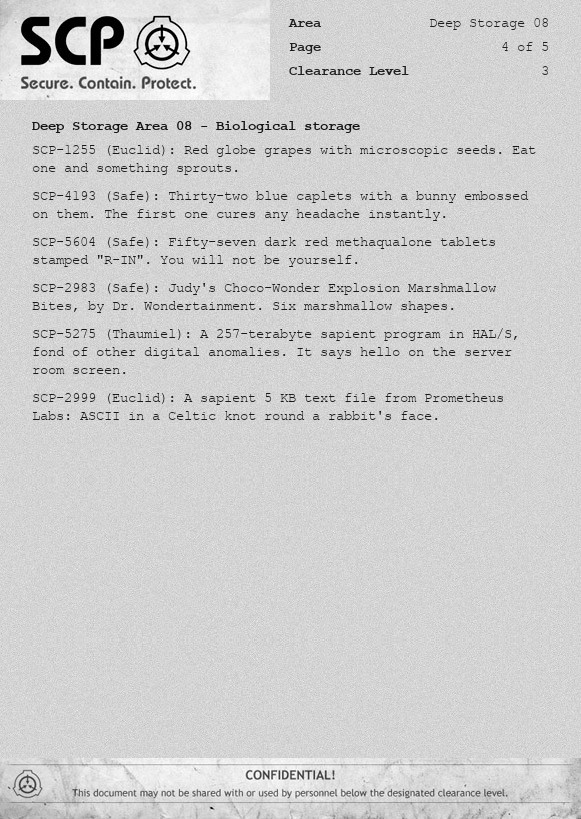 SCP
Secure. Contain. Protect.
Area Deep Storage 08
Page 4 of 5
Clearance Level 3
Deep Storage Area 08 - Biological storage
SCP-1255 (Euclid): Red globe grapes with microscopic seeds. Eat
one and something sprouts.
SCP-4193 (Safe): Thirty-two blue caplets with a bunny embossed
on them. The first one cures any headache instantly.
SCP-5604 (Safe): Fifty-seven dark red methaqualone tablets
stamped "R-IN". You will not be yourself.
SCP-2983 (Safe): Judy's Choco-Wonder Explosion Marshmallow
Bites, by Dr. Wondertainment. Six marshmallow shapes.
SCP-5275 (Thaumiel): A 257-terabyte sapient program in HAL/S,
fond of other digital anomalies. It says hello on the server
room screen.
SCP-2999 (Euclid): A sapient 5 KB text file from Prometheus
Labs: ASCII in a Celtic knot round a rabbit's face.
CONFIDENTIAL!
This document may not be shared with or used by personnel below the designated clearance level.